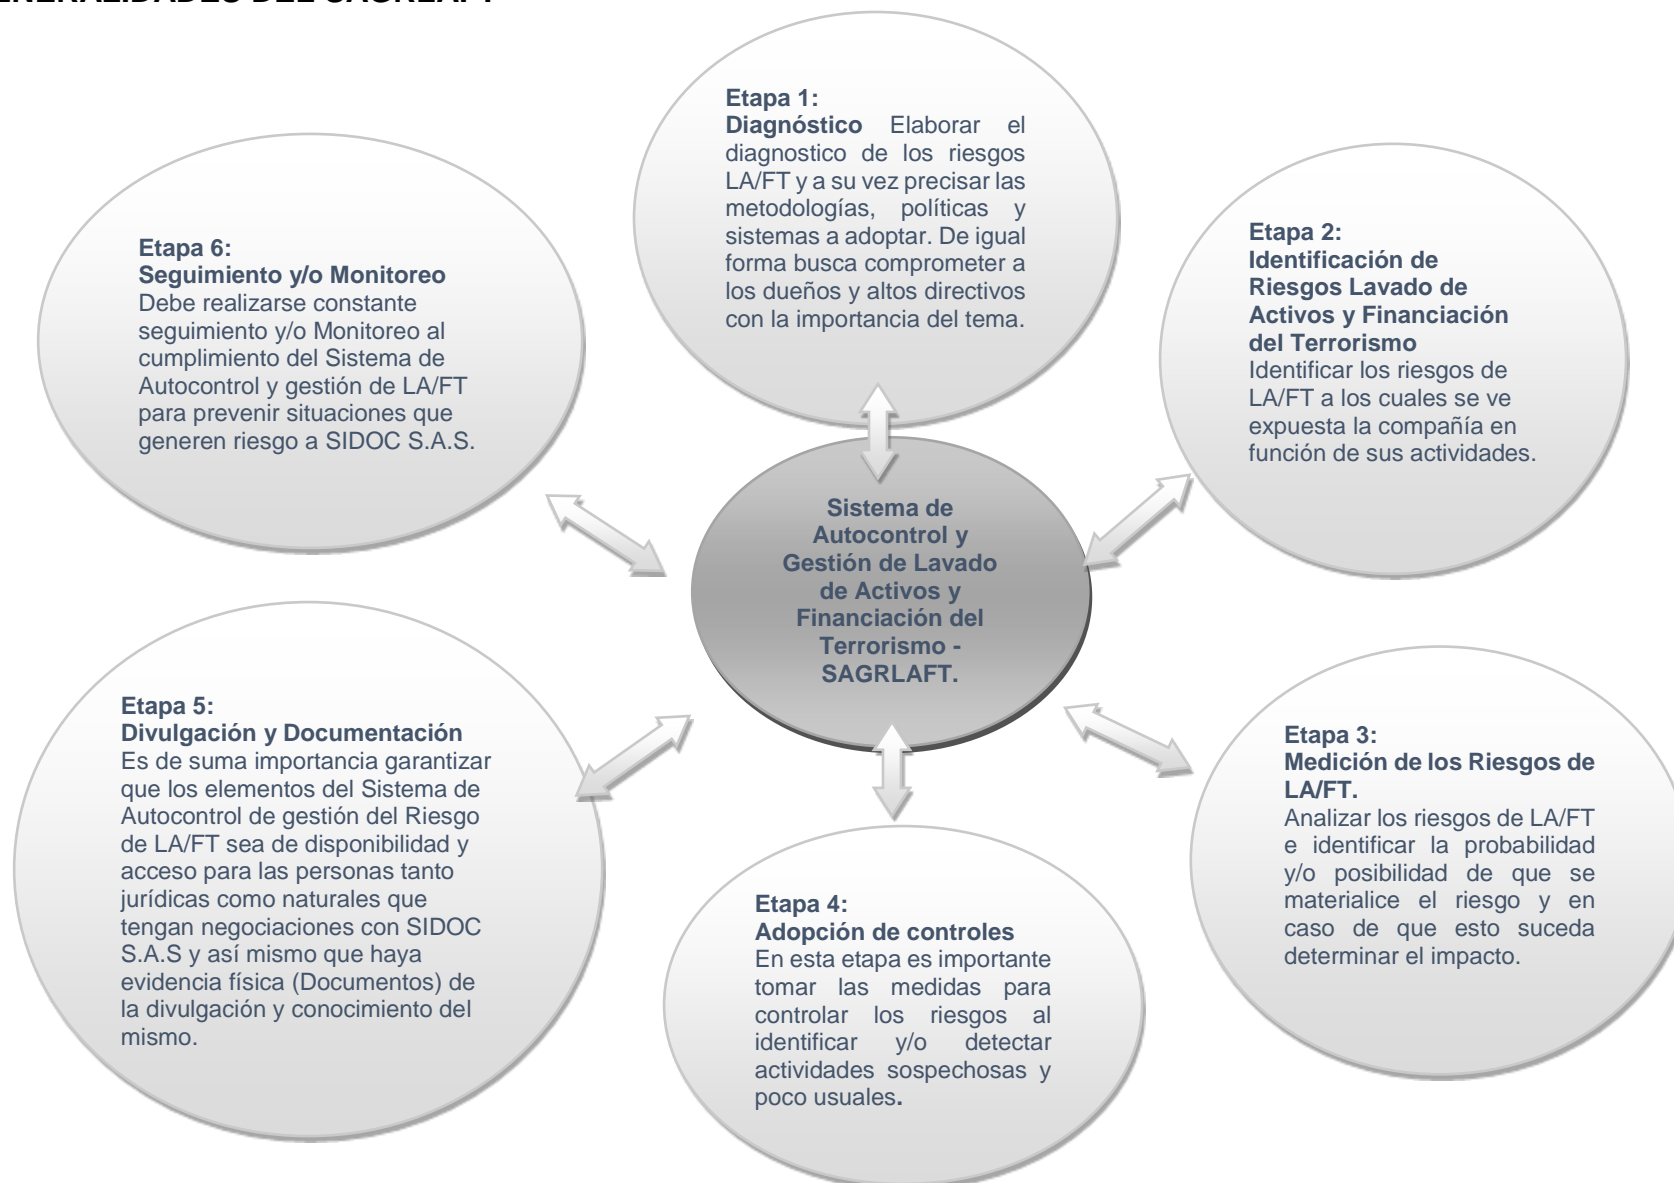 Etapa 1:
Diagnóstico Elaborar el
diagnostico de los riesgos
LA/FT y a su vez precisar las
metodologías, políticas y
sistemas a adoptar. De igual
forma busca comprometer a
los dueños y altos directivos
con la importancia del tema.
Etapa 2:
Identificación de
Riesgos Lavado de
Activos y Financiación
del Terrorismo
Identificar los riesgos de
LA/FT a los cuales se ve
expuesta la compañía en
función de sus actividades.
Etapa 6:
Seguimiento y/o Monitoreo
Debe realizarse constante
seguimiento y/o Monitoreo al
cumplimiento del Sistema de
Autocontrol y gestión de LA/FT
para prevenir situaciones que
generen riesgo a SIDOC S.A.S.
Sistema de
Autocontrol y
Gestión de Lavado
de Activos y
Financiación del
Terrorismo -
SAGRLAFT.
Etapa 5:
Divulgación y Documentación
Es de suma importancia garantizar
que los elementos del Sistema de
Autocontrol de gestión del Riesgo
de LA/FT sea de disponibilidad y
acceso para las personas tanto
jurídicas como naturales que
tengan negociaciones con SIDOC
S.A.S y así mismo que haya
evidencia física (Documentos) de
la divulgación y conocimiento del
mismo.
Etapa 3:
Medición de los Riesgos de
LA/FT.
Analizar los riesgos de LA/FT
e identificar la probabilidad
y/o posibilidad de que se
materialice el riesgo y en
caso de que esto suceda
determinar el impacto.
Etapa 4:
Adopción de controles
En esta etapa es importante
tomar las medidas para
controlar los riesgos al
identificar y/o detectar
actividades sospechosas y
poco usuales.